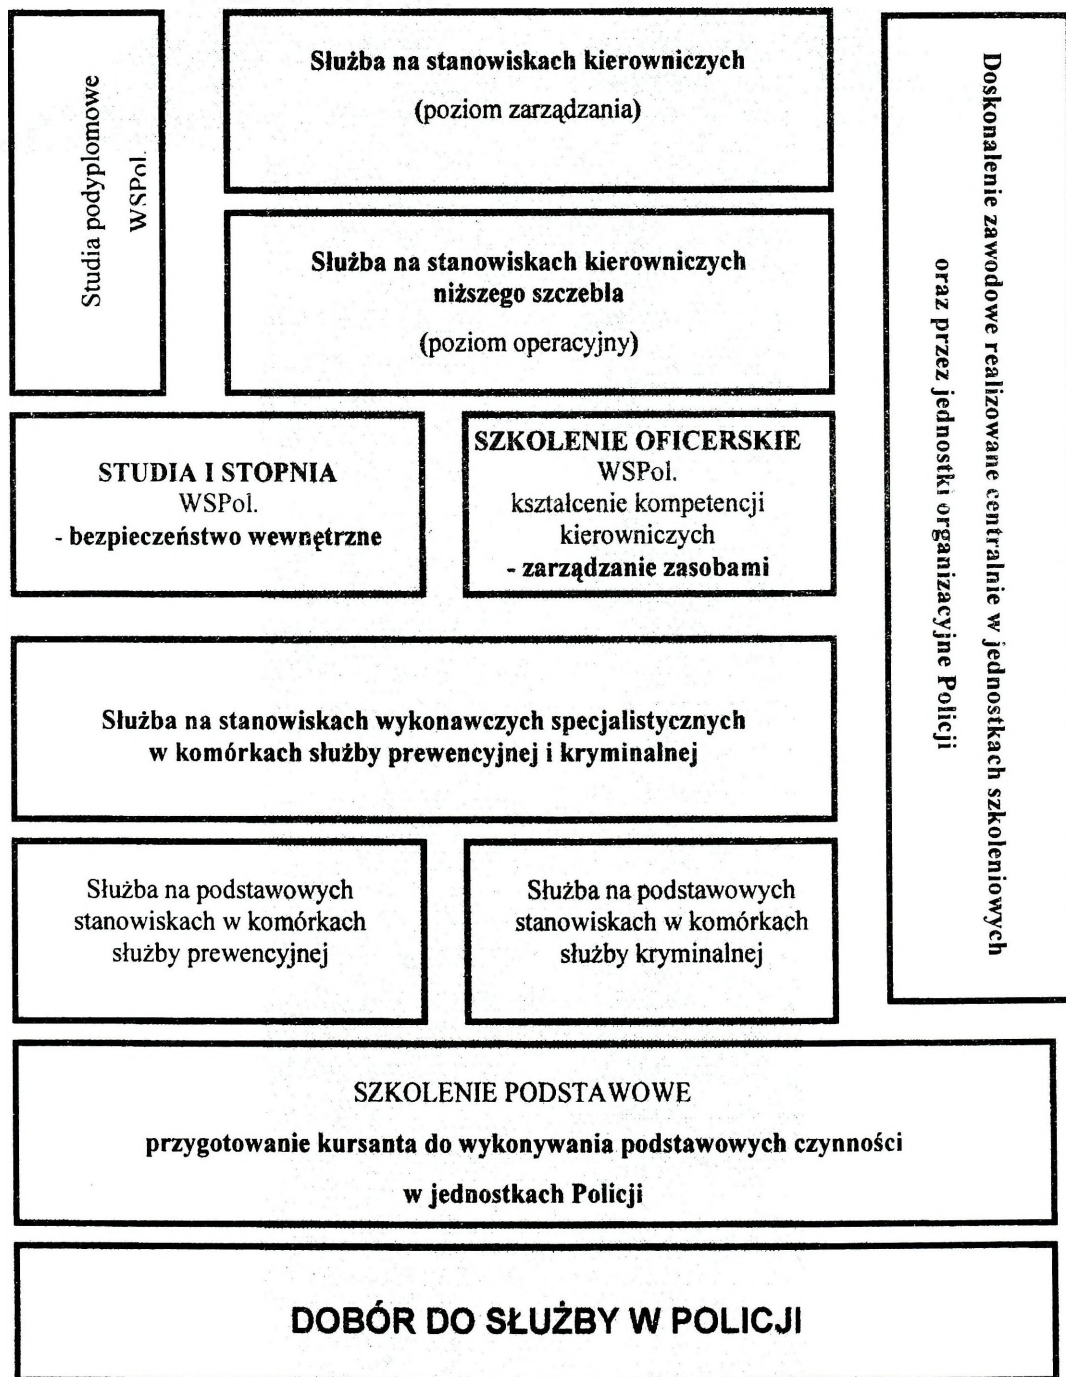 Studia podyplomowe
WSPol.
Służba na stanowiskach kierowniczych
(poziom zarządzania)
Służba na stanowiskach kierowniczych
niższego szczebla
(poziom operacyjny)
Doskonalenie zawodowe realizowane centralnie w jednostkach szkoleniowych
oraz przez jednostki organizacyjne Policji
STUDIA I STOPNIA
WSPol.
- bezpieczeństwo wewnętrzne
SZKOLENIE OFICERSKIE
WSPol.
kształcenie kompetencji
kierowniczych
- zarządzanie zasobami
Służba na stanowiskach wykonawczych specjalistycznych
w komórkach służby prewencyjnej i kryminalnej
Służba na podstawowych
stanowiskach w komórkach
służby prewencyjnej
Służba na podstawowych
stanowiskach w komórkach
służby kryminalnej
SZKOLENIE PODSTAWOWE
przygotowanie kursanta do wykonywania podstawowych czynności
w jednostkach Policji
DOBÓR DO SŁUŻBY W POLICJI